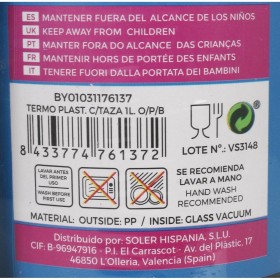 ES MANTENER FUERA DEL ALCANCE DE LOS NIÑOS
UK KEEP AWAY FROM CHILDREN
PT MANTER FORA DO ALCANCE DAS CRIANÇAS
FR MANTENIR HORS DE PORTÉE DES ENFANTS
IT TENERE FUORI DALLA PORTATA DEI BAMBINI
BY01031176137
TERMO PLAST. C/TAZA 1L. O/P/B
8 433774 761372
LOTE Nº: VS3148
LAVAR ANTES DEL PRIMER USO
WASH BEFORE FIRST USE
SE RECOMIENDA
LAVAR A MANO
HAND WASH
RECOMMENDED
MATERIAL: OUTSIDE: PP / INSIDE: GLASS VACUUM
Distribuido por: SOLER HISPANIA, S.L.U.
CIF: B-96947916 - P.I. El Carrascot - Av. del Plàstic, 17
46850 L'Olleria, Valencia (Spain)